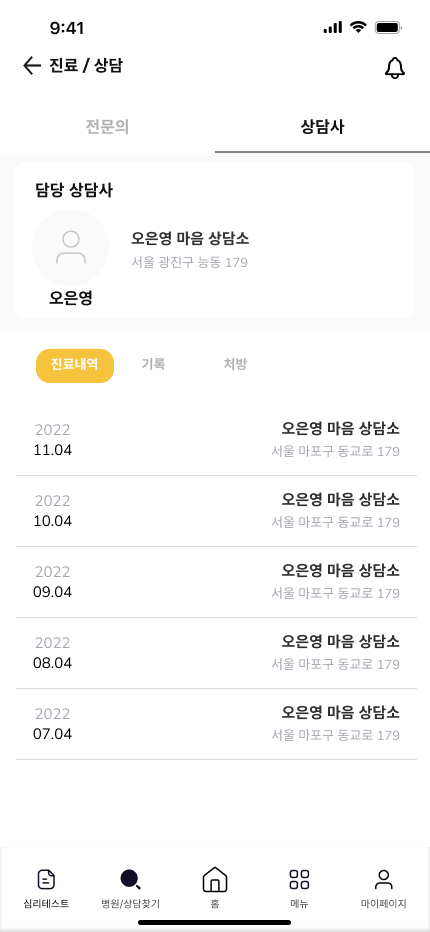 9:41
진료 / 상담
전문의 상담사
담당 상담사
오은영 마음 상담소
서울 광진구 능동 179
오은영
진료내역 기록 처방
2022 오은영 마음 상담소
11.04 서울 마포구 동교로 179
2022 오은영 마음 상담소
10.04 서울 마포구 동교로 179
2022 오은영 마음 상담소
09.04 서울 마포구 동교로 179
2022 오은영 마음 상담소
08.04 서울 마포구 동교로 179
2022 오은영 마음 상담소
07.04 서울 마포구 동교로 179
심리테스트 병원/상담찾기 홈 메뉴 마이페이지